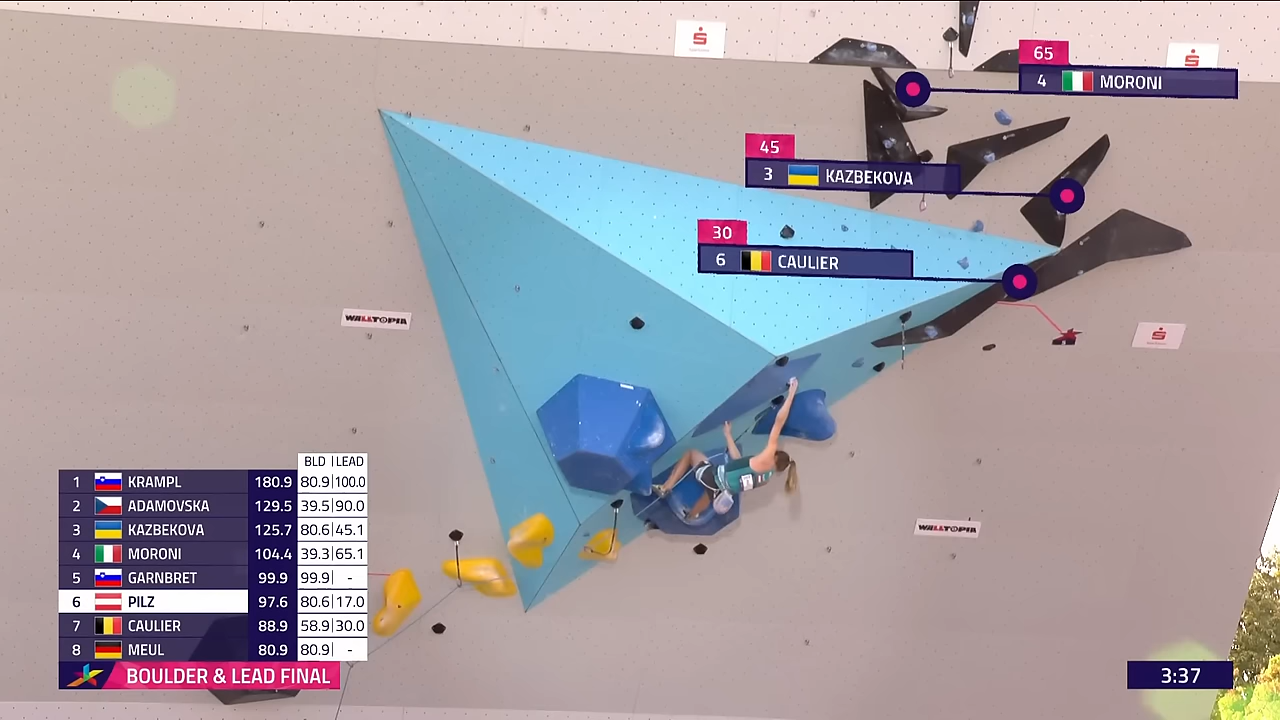 65
4 MORONI
45
3 KAZBEKOVA
30
6 CAULIER
WALLTOPIA
WALLTOPIA
BLD | LEAD
1 KRAMPL 180.9 80.9 | 100.0
2 ADAMOVSKA 129.5 39.5 | 90.0
3 KAZBEKOVA 125.7 80.6 | 45.1
4 MORONI 104.4 39.3 | 65.1
5 GARNBRET 99.9 99.9 | -
6 PILZ 97.6 80.6 | 17.0
7 CAULIER 88.9 58.9 | 30.0
8 MEUL 80.9 80.9 | -
BOULDER & LEAD FINAL
3:37